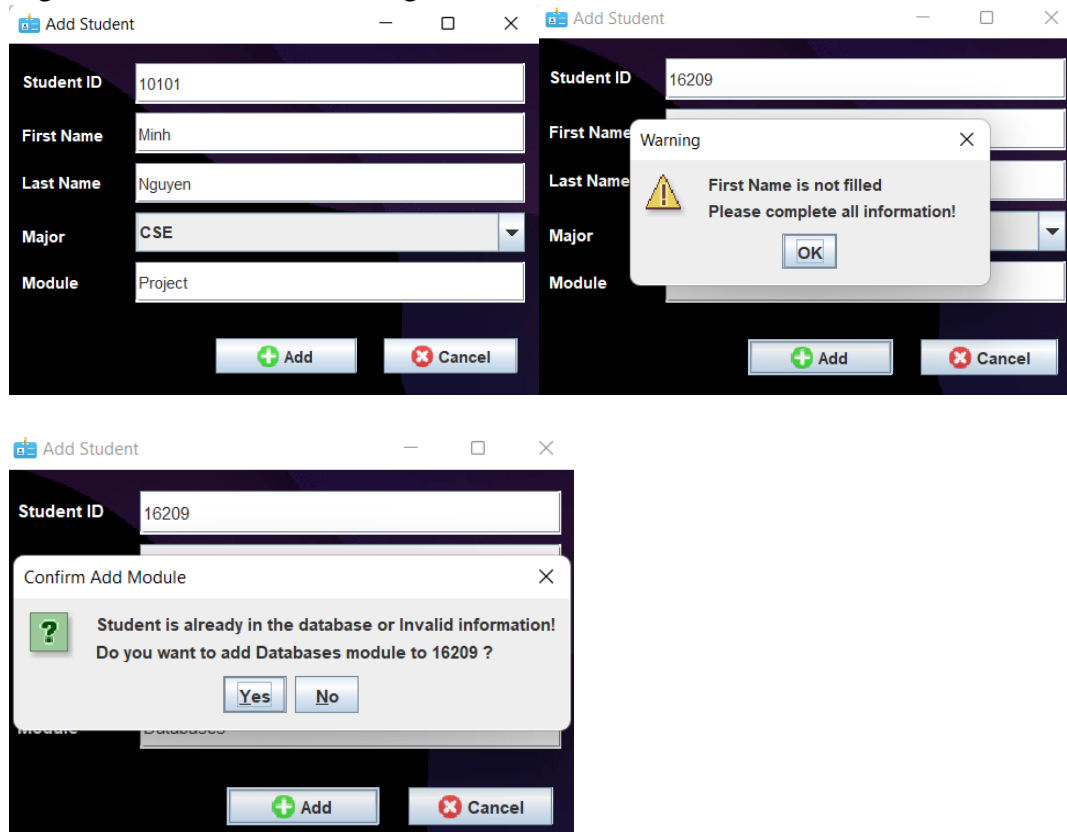 Add Student
Student ID 10101
First Name Minh
Last Name Nguyen
Major CSE
Module Project
Add Cancel
Add Student
Student ID 16209
First Name
Last Name
Major
Module
Warning
First Name is not filled
Please complete all information!
OK
Add Cancel
Add Student
Student ID 16209
Confirm Add Module
Student is already in the database or Invalid information!
Do you want to add Databases module to 16209 ?
Yes No
Module Databases
Add Cancel